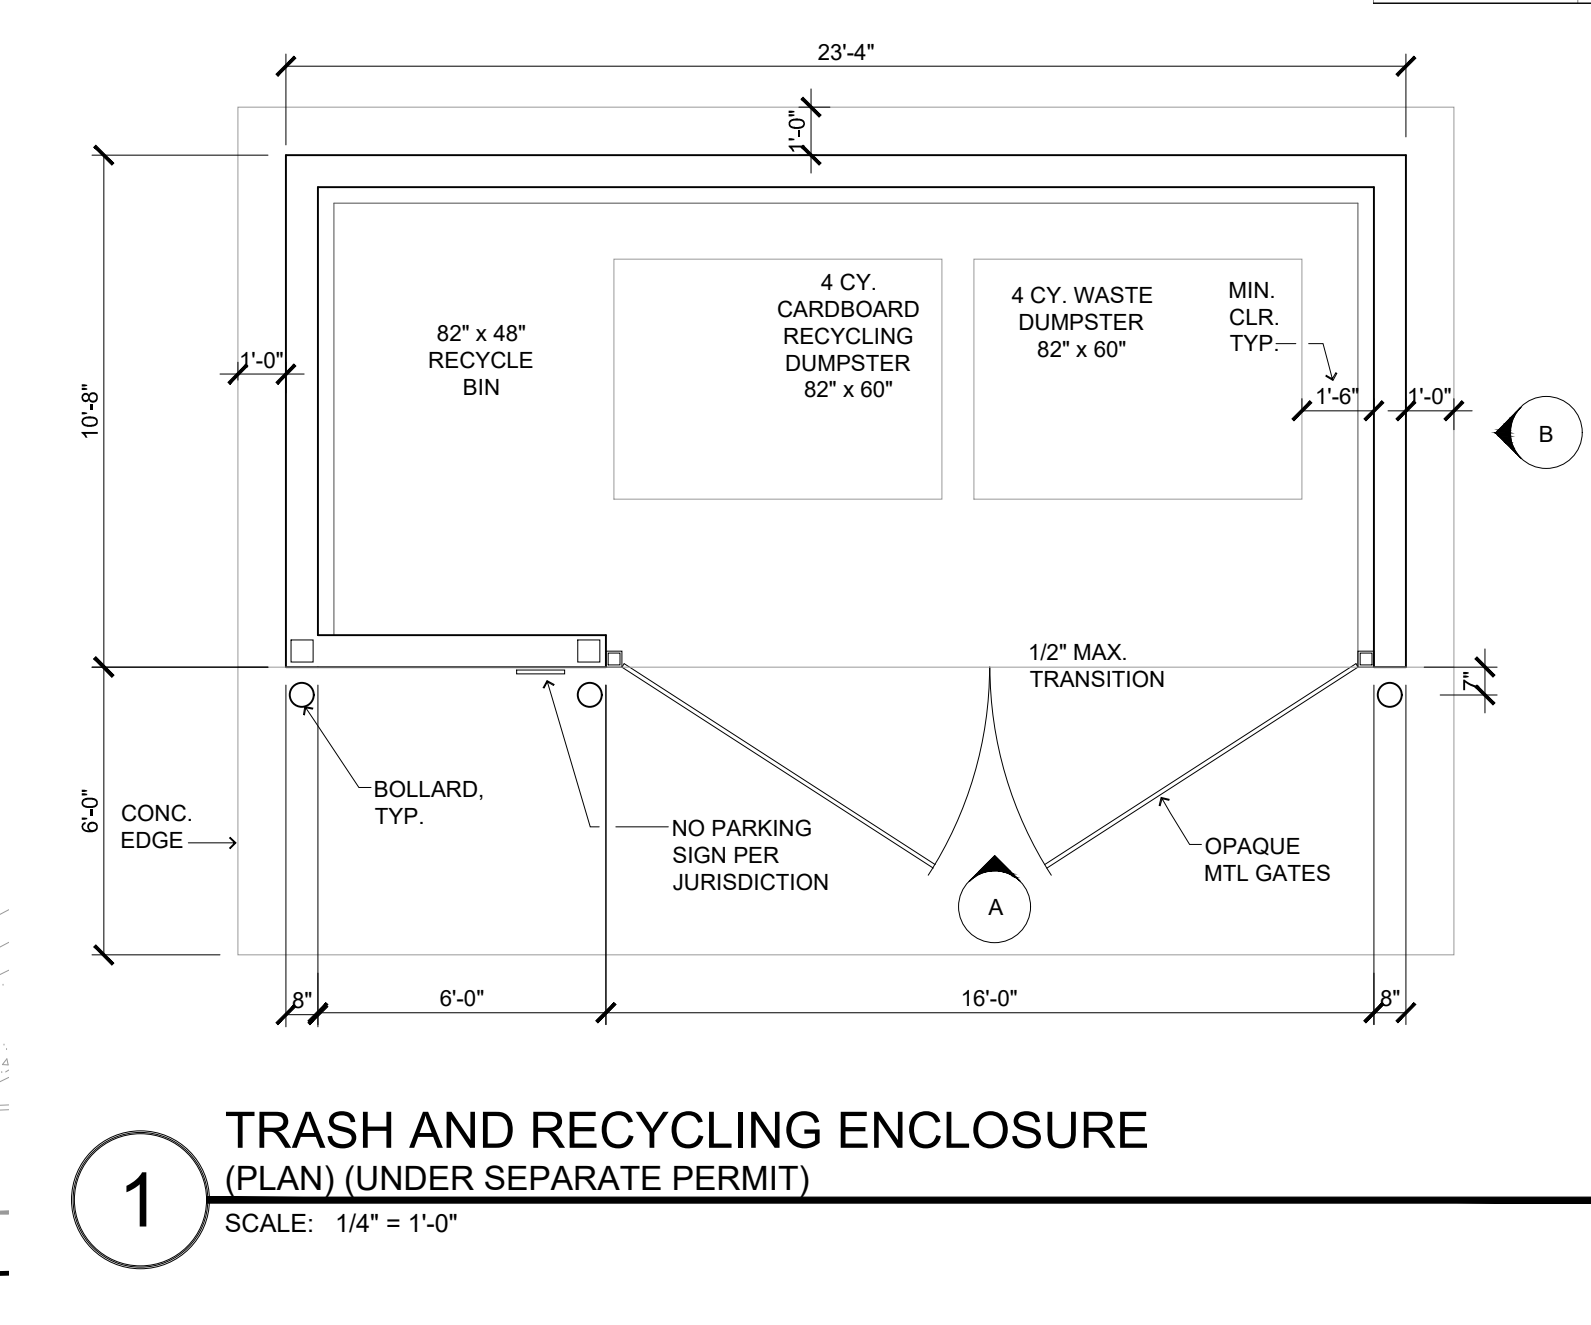 23'-4"
1'-0"
10'-8"
1'-0"
82" x 48"
RECYCLE
BIN
4 CY.
CARDBOARD
RECYCLING
DUMPSTER
82" x 60"
4 CY. WASTE
DUMPSTER
82" x 60"
MIN.
CLR.
TYP.
1'-6"
1'-0"
B
1/2" MAX.
TRANSITION
7"
6'-0"
CONC.
EDGE
BOLLARD,
TYP.
NO PARKING
SIGN PER
JURISDICTION
OPAQUE
MTL GATES
A
8"
6'-0"
16'-0"
8"
1
TRASH AND RECYCLING ENCLOSURE
(PLAN) (UNDER SEPARATE PERMIT)
SCALE: 1/4" = 1'-0"